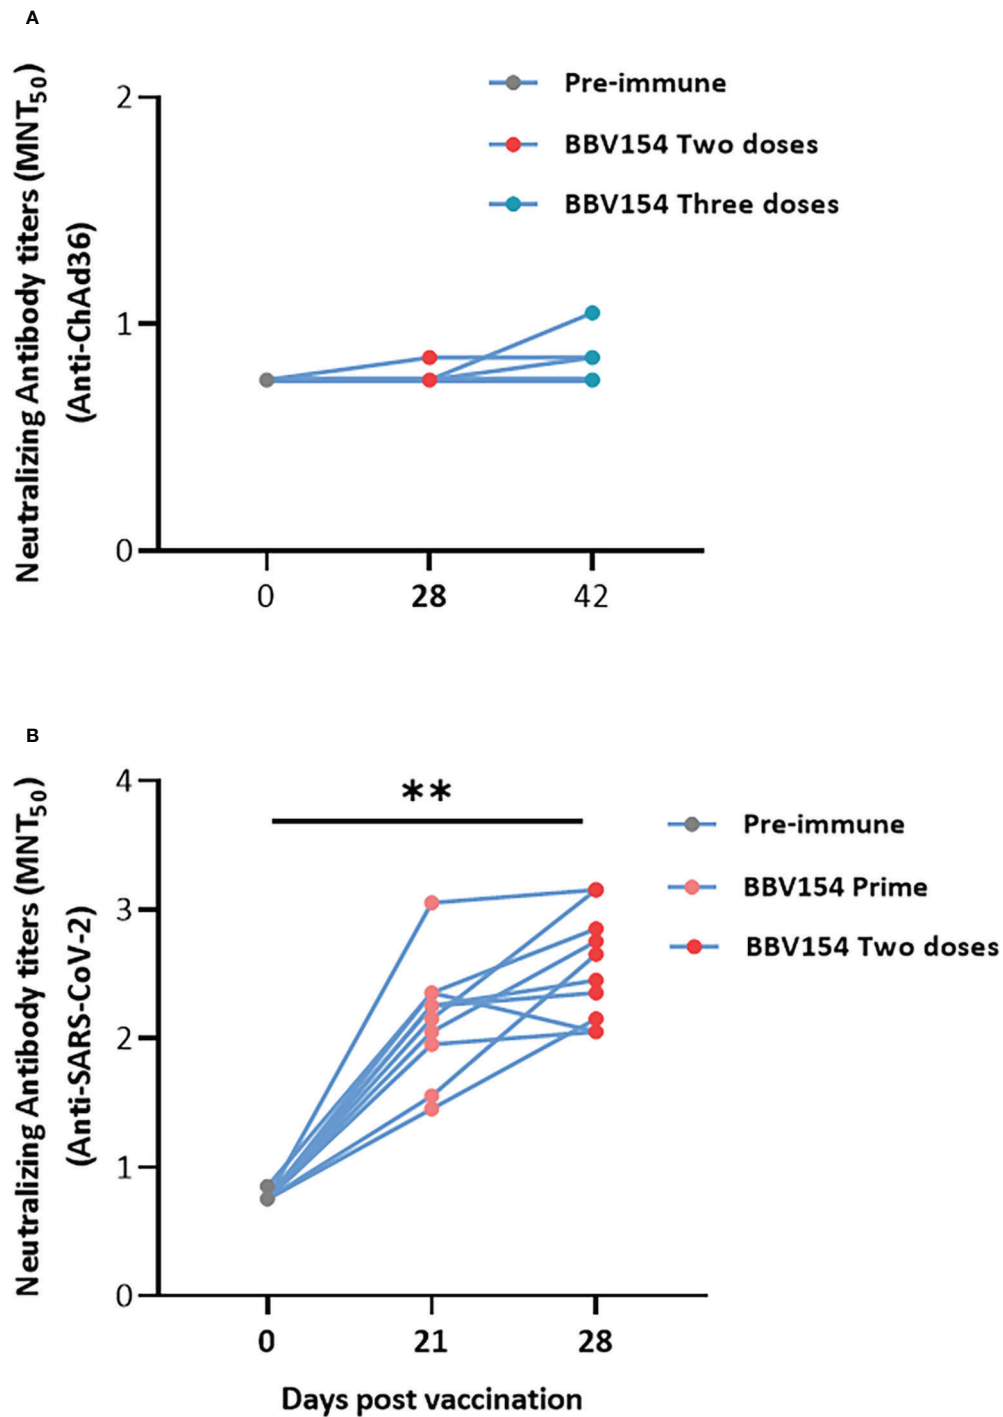 A
Neutralizing Antibody titers (MNT50)
(Anti-ChAd36)
Pre-immune
BBV154 Two doses
BBV154 Three doses
2
1
0
0 28 42
B
Neutralizing Antibody titers (MNT50)
(Anti-SARS-CoV-2)
**
Pre-immune
BBV154 Prime
BBV154 Two doses
4
3
2
1
0
0 21 28
Days post vaccination